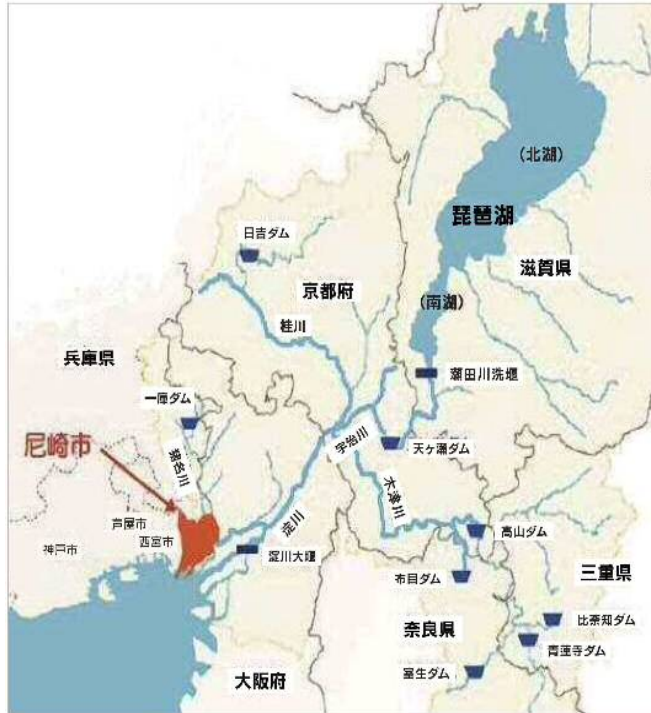 (北湖)
琵琶湖
日吉ダム
滋賀県
京都府
(南湖)
桂川
兵庫県
瀬田川洗堰
一庫ダム
尼崎市
猪名川
宇治川
天ヶ瀬ダム
木津川
芦屋市
淀川
高山ダム
神戸市
西宮市
淀川大堰
布目ダム
三重県
比奈知ダム
奈良県
青蓮寺ダム
室生ダム
大阪府